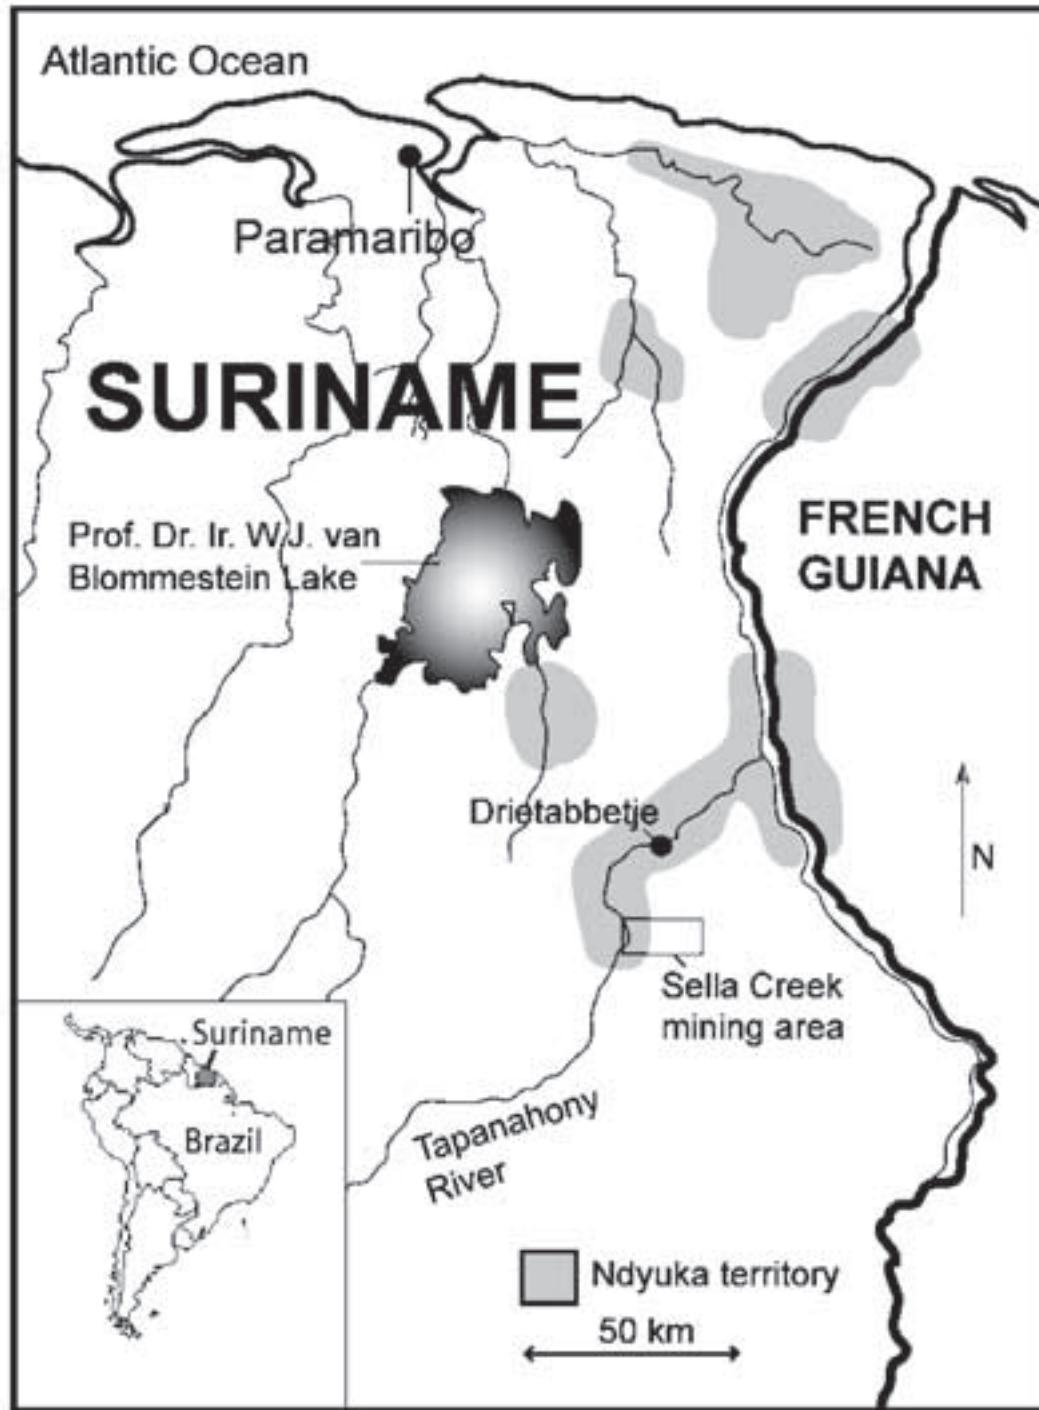 Atlantic Ocean
Paramaribo
SURINAME
Prof. Dr. Ir. W.J. van
Blommestein Lake
FRENCH
GUIANA
Drietabbetje
N
Sella Creek
mining area
Suriname
Brazil
Tapanahony
River
Ndyuka territory
50 km